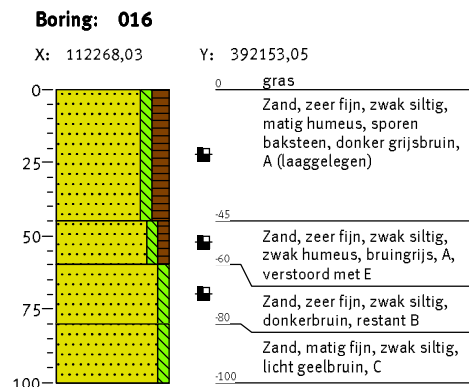 Boring: 016
X: 112268,03 Y: 392153,05
0
25
50
75
100
0 gras
Zand, zeer fijn, zwak siltig,
matig humeus, sporen
baksteen, donker grijsbruin,
A (laaggelegen)
-45
Zand, zeer fijn, zwak siltig,
zwak humeus, bruingrijs, A,
verstoord met E
-60
Zand, zeer fijn, zwak siltig,
donkerbruin, restant B
-80
Zand, matig fijn, zwak siltig,
licht geelbruin, C
-100